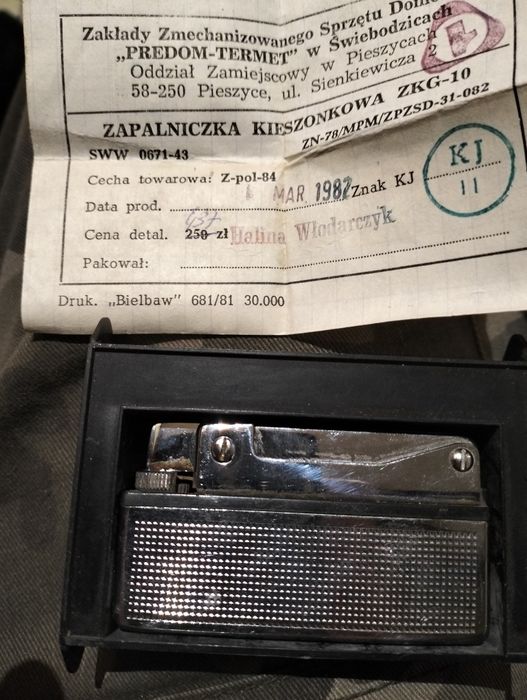 Zakłady Zmechanizowanego Sprzętu Domo
„PREDOM-TERMET” w Świebodzicach
Oddział Zamiejscowy w Pieszycach
58-250 Pieszyce, ul. Sienkiewicza 2
ZAPALNICZKA KIESZONKOWA ZKG-10
ZN-78/MPM/ZPZSD-31-082
SWW 0671-43
Cecha towarowa: Z-pol-84
Data prod. MAR 1982 Znak KJ
KJ
11
Cena detal. 250 zł Halina Włodarczyk
Pakował:
Druk. „Bielbaw” 681/81 30.000